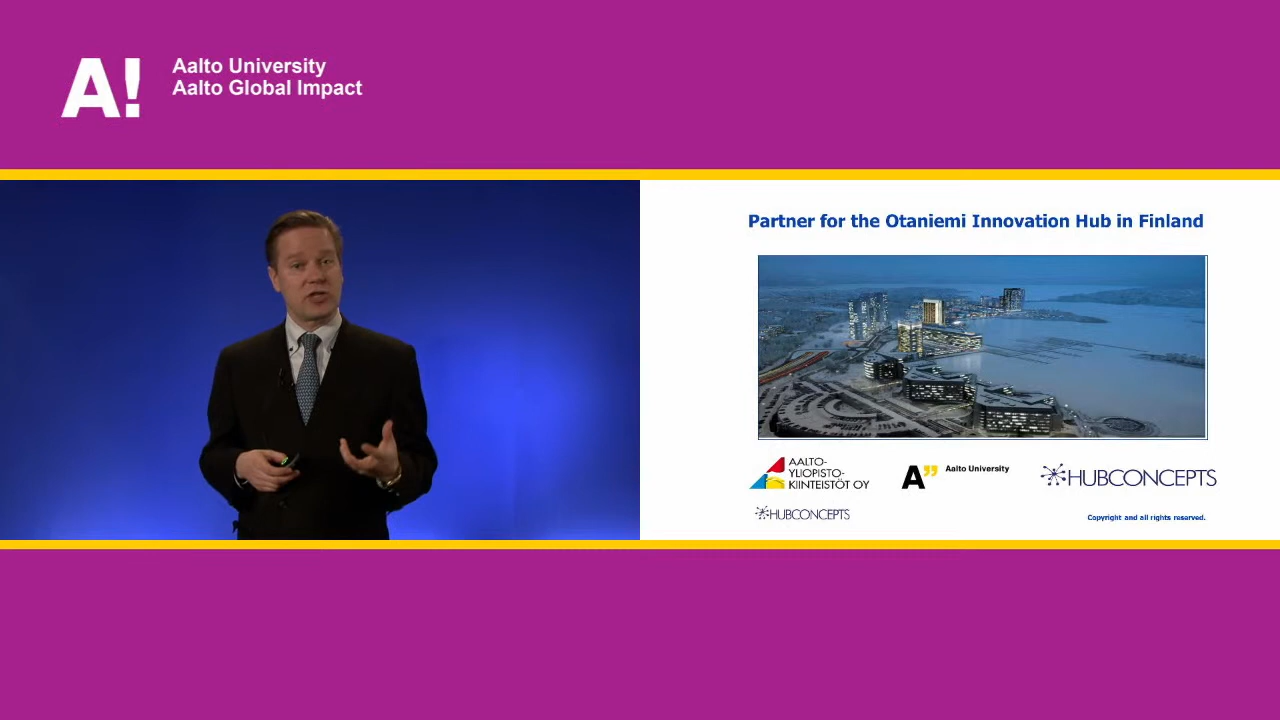 A!
Aalto University
Aalto Global Impact
Partner for the Otaniemi Innovation Hub in Finland
AALTO-
YLIOPISTO-
KIINTEISTÖT OY
A”
Aalto University
HUBCONCEPTS
HUBCONCEPTS
Copyright and all rights reserved.